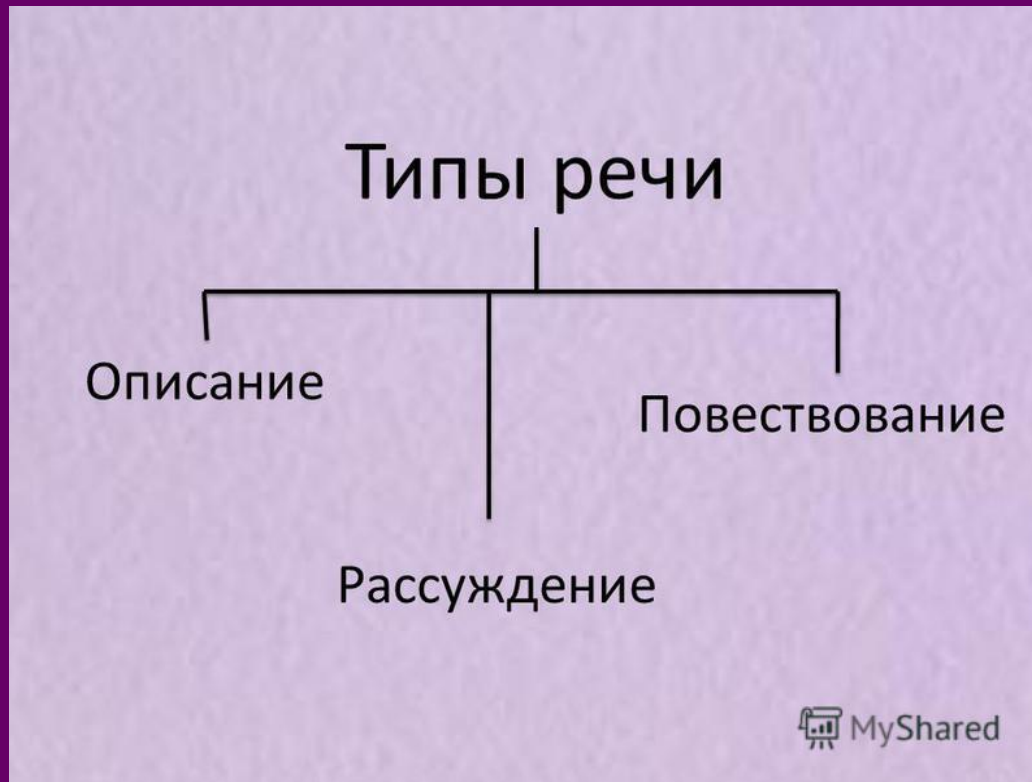 Типы речи
Описание
Повествование
Рассуждение
MyShared